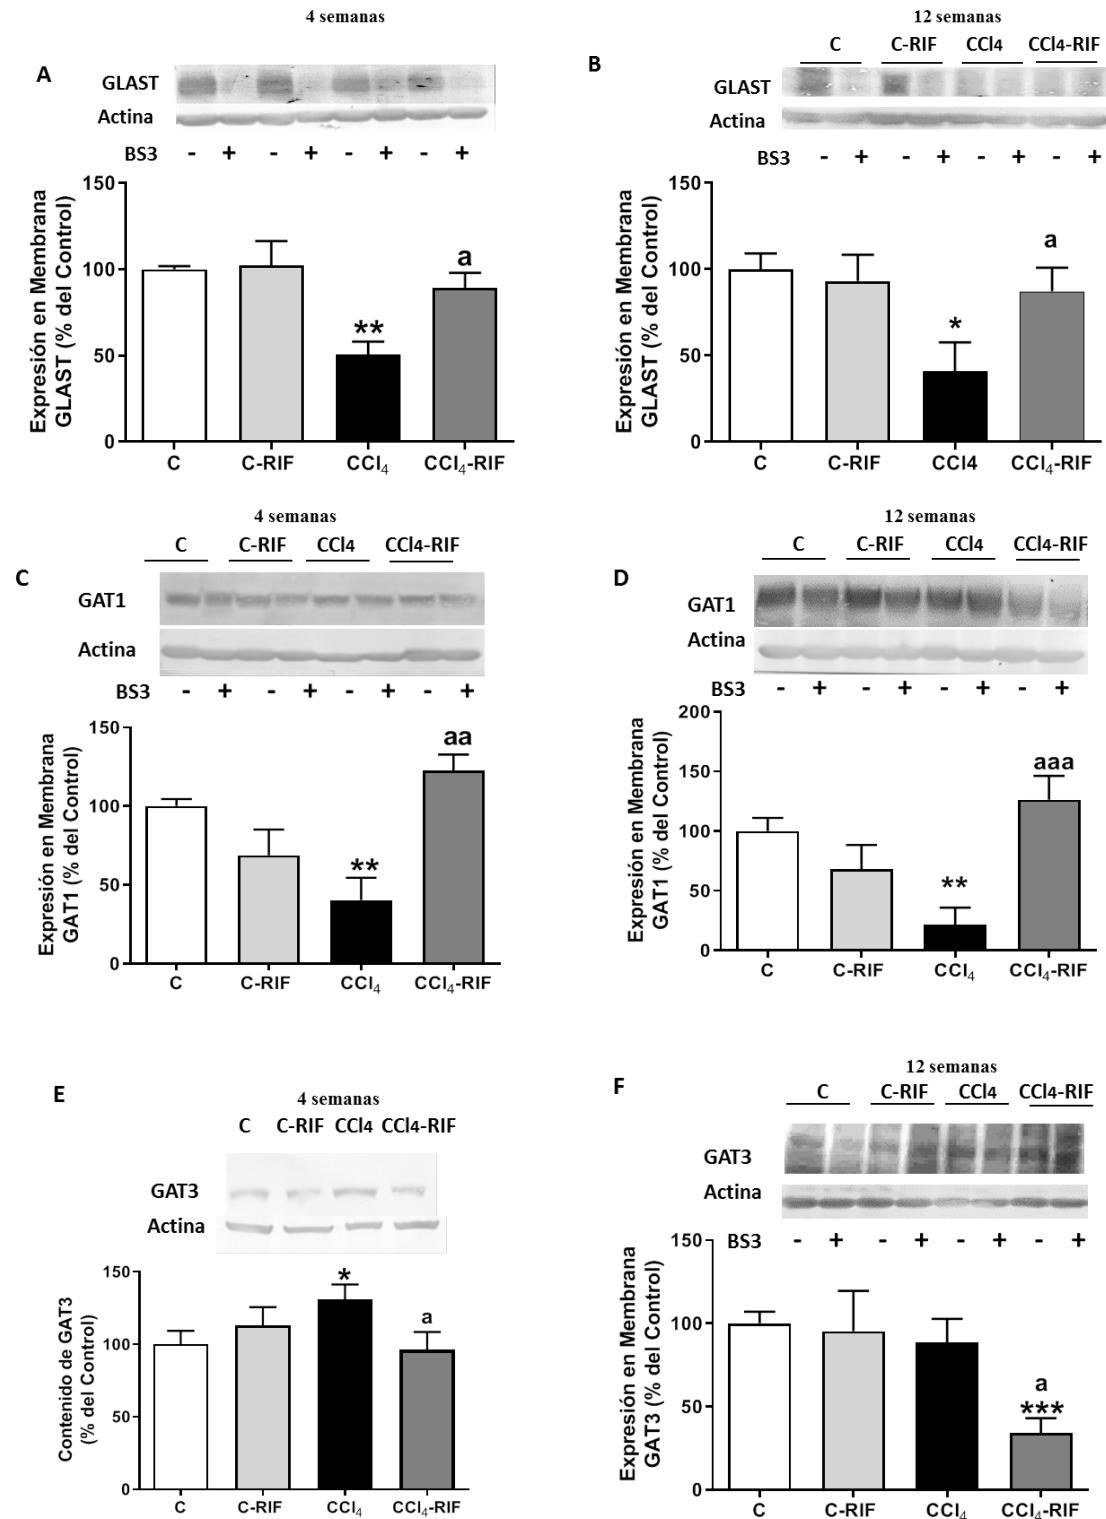 4 semanas
A
GLAST
Actina
BS3 - + - + - + - +
Expresión en Membrana
GLAST (% del Control)
150
100
50
0
**
a
C C-RIF CCl4 CCl4-RIF
12 semanas
C C-RIF CCl4 CCl4-RIF
B
GLAST
Actina
BS3 - + - + - + - +
Expresión en Membrana
GLAST (% del Control)
150
100
50
0
*
a
C C-RIF CCl4 CCl4-RIF
4 semanas
C C-RIF CCl4 CCl4-RIF
C
GAT1
Actina
BS3 - + - + - + - +
Expresión en Membrana
GAT1 (% del Control)
150
100
50
0
**
aa
C C-RIF CCl4 CCl4-RIF
12 semanas
C C-RIF CCl4 CCl4-RIF
D
GAT1
Actina
BS3 - + - + - + - +
Expresión en Membrana
GAT1 (% del Control)
200
150
100
50
0
**
aaa
C C-RIF CCl4 CCl4-RIF
E
4 semanas
C C-RIF CCl4 CCl4-RIF
GAT3
Actina
Contenido de GAT3
(% del Control)
150
100
50
0
*
a
C C-RIF CCl4 CCl4-RIF
12 semanas
F
C C-RIF CCl4 CCl4-RIF
GAT3
Actina
BS3 - + - + - + - +
Expresión en Membrana
GAT3 (% del Control)
150
100
50
0
a
***
C C-RIF CCl4 CCl4-RIF